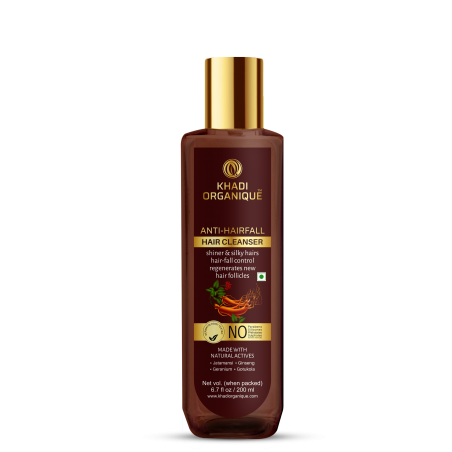 KHADI
ORGANIQUE
ANTI-HAIRFALL
HAIR CLEANSER
shiner & silky hairs
hair-fall control
regenerates new
hair follicles
NO
MADE WITH
NATURAL ACTIVES
• Jatamansi • Ginseng
• Geranium • Gotukola
Net vol. (when packed)
6.7 fl oz / 200 ml
www.khadiorganique.com